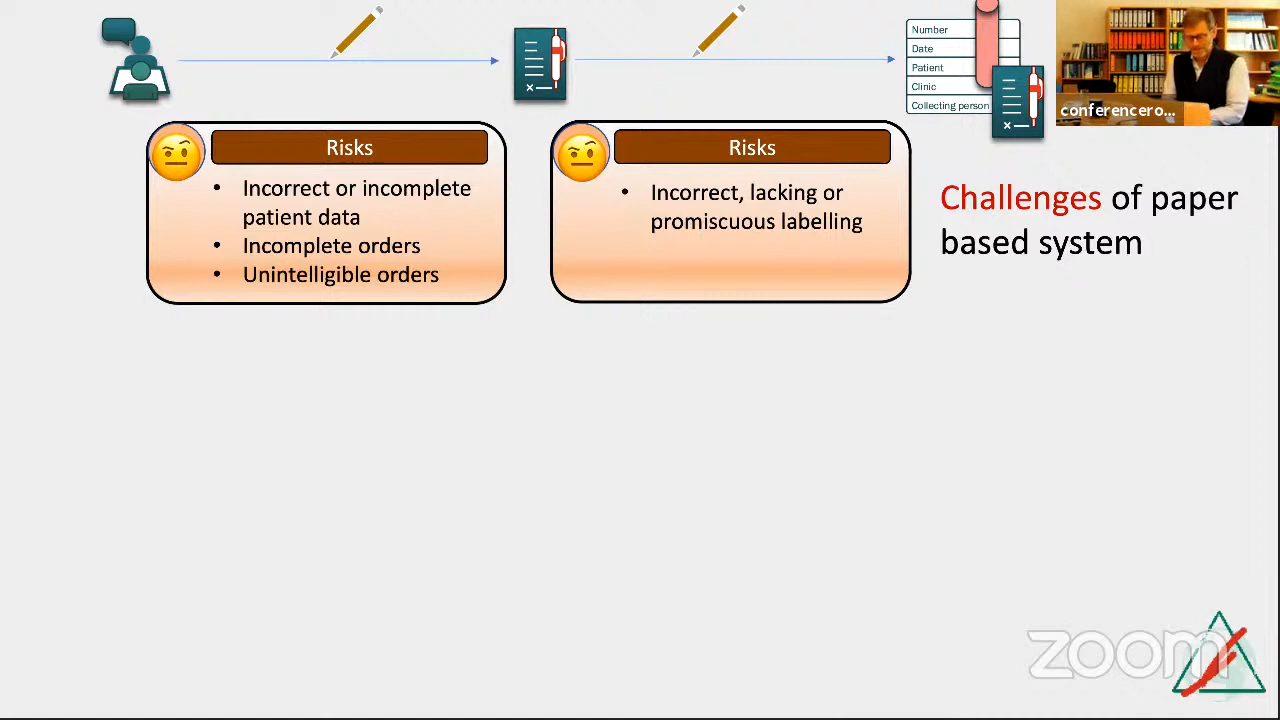 Number
Date
Patient
Clinic
Collecting person
conferencero...
Risks
• Incorrect or incomplete
patient data
• Incomplete orders
• Unintelligible orders
Risks
• Incorrect, lacking or
promiscuous labelling
Challenges of paper
based system
zoom